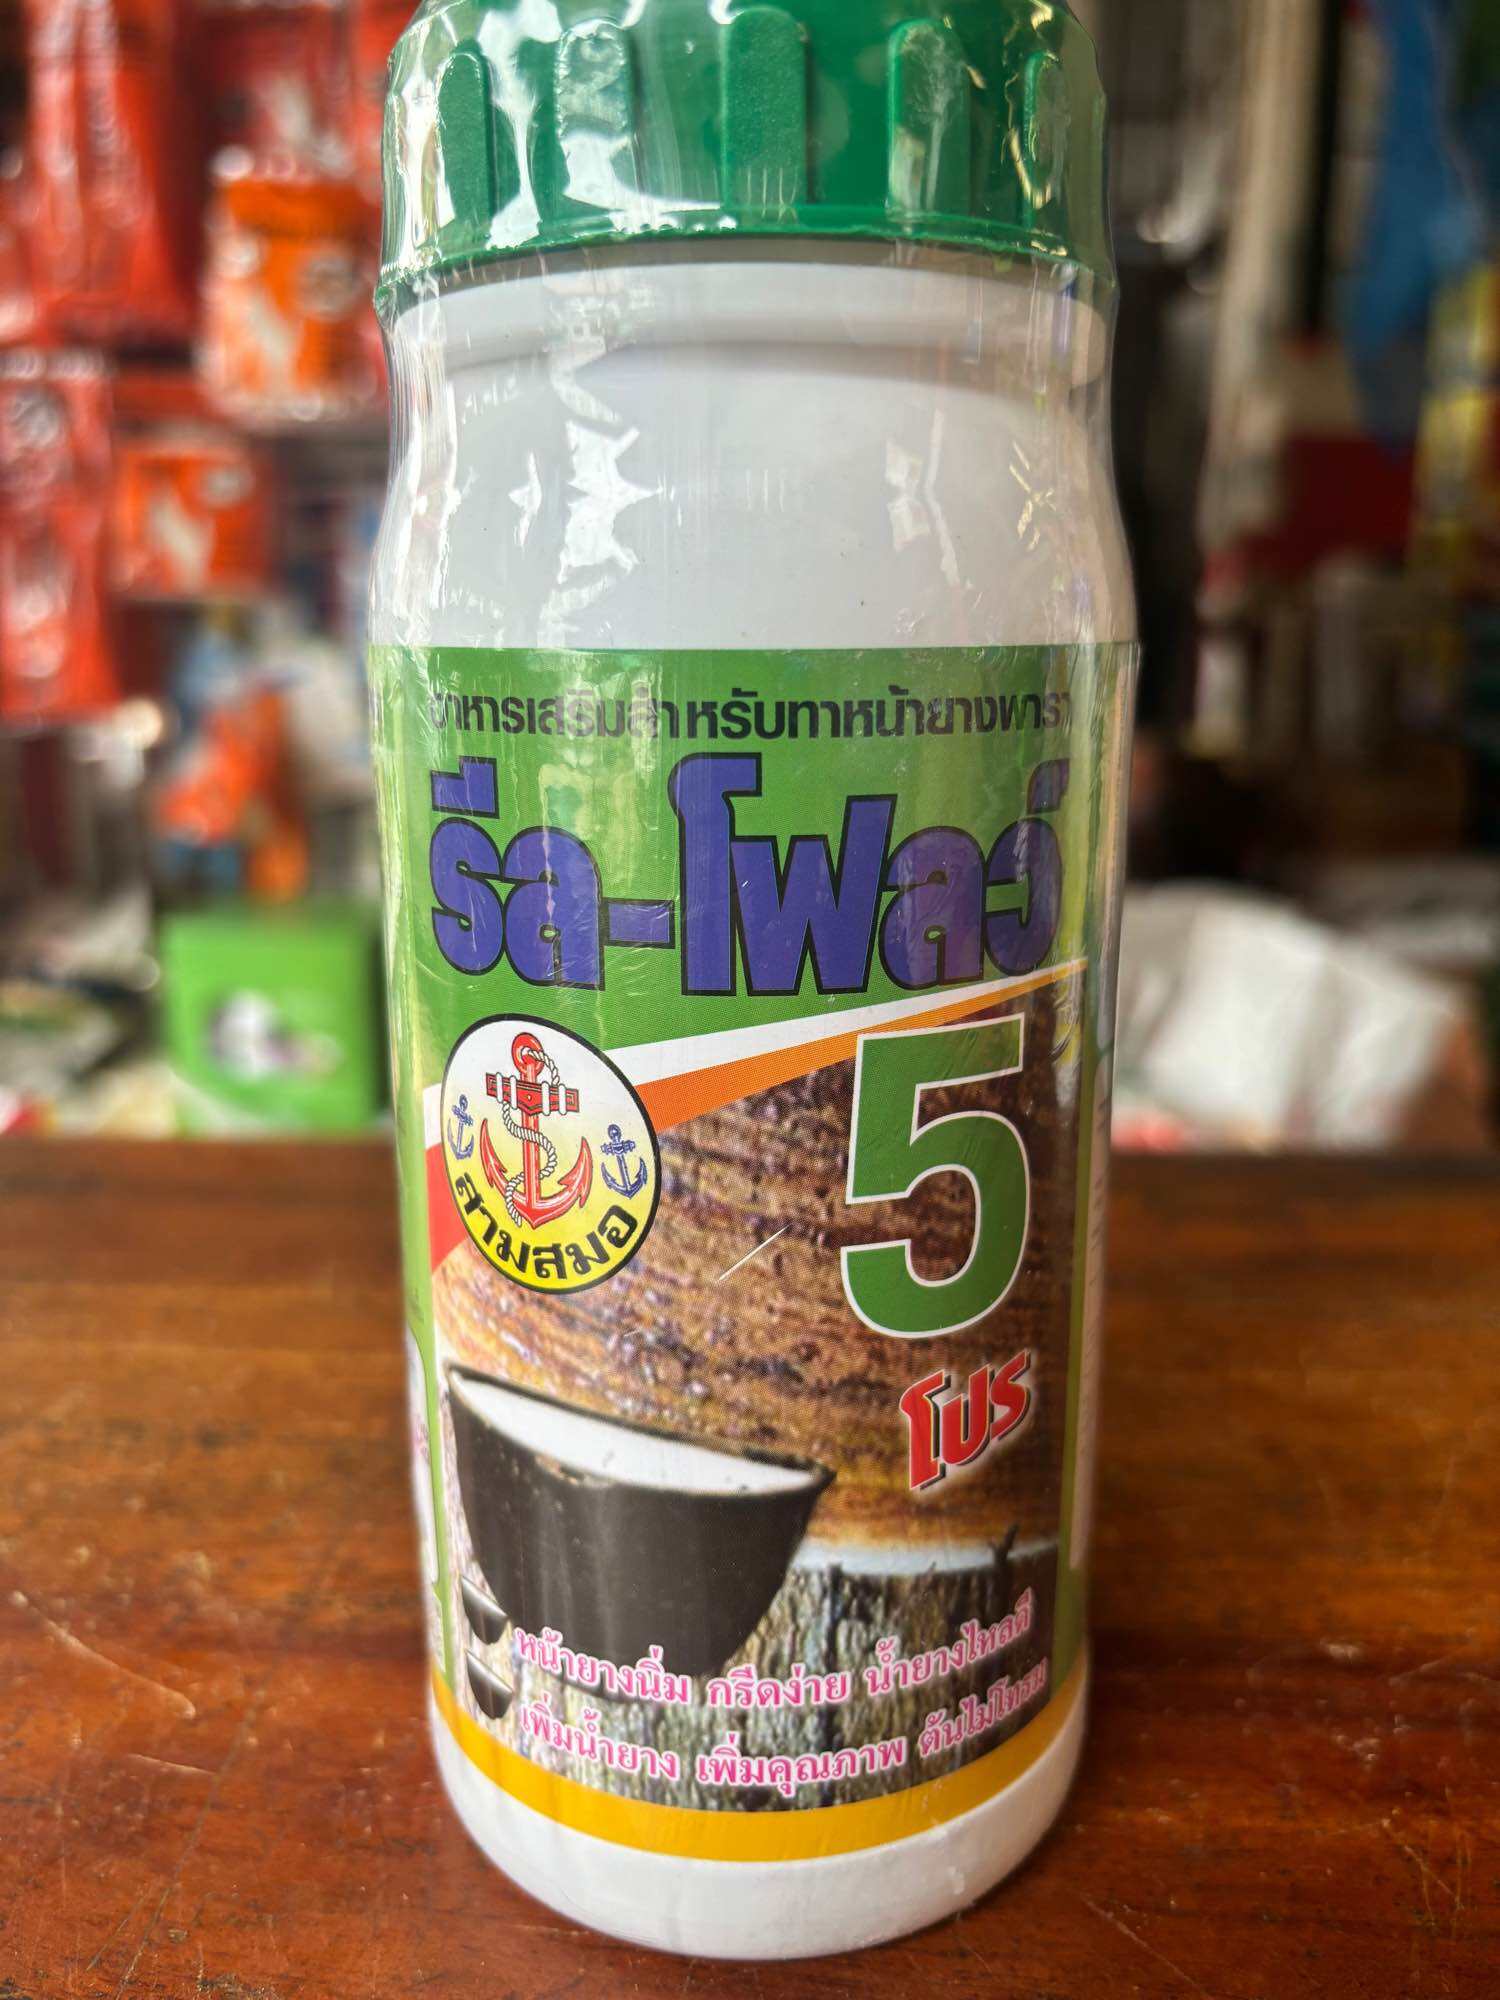 อาหารเสริมสำหรับทาหน้ายางพารา
รีล-โฟลว์
5
สามสมอ
โปร
หน้ายางนิ่ม กรีดง่าย น้ำยางไหลดี
เพิ่มน้ำยาง เพิ่มคุณภาพ ต้นไม่โทรม